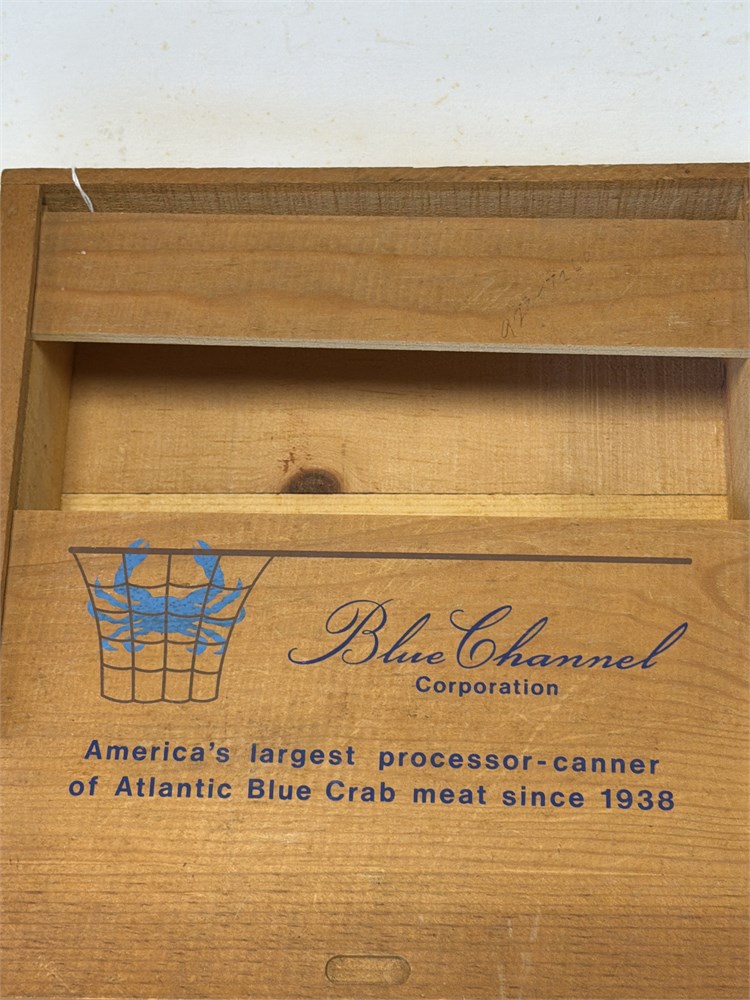 Blue Channel
Corporation
America's largest processor-canner
of Atlantic Blue Crab meat since 1938